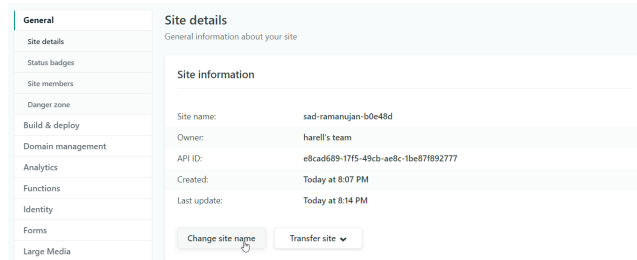 General
Site details
Status badges
Site members
Danger zone
Build & deploy
Domain management
Analytics
Functions
Identity
Forms
Large Media
Site details
General information about your site
Site information
Site name: sad-ramanujan-b0e48d
Owner: harell's team
API ID: e8cad689-17f5-49cb-ae8c-1be87f892777
Created: Today at 8:07 PM
Last update: Today at 8:14 PM
Change site name Transfer site